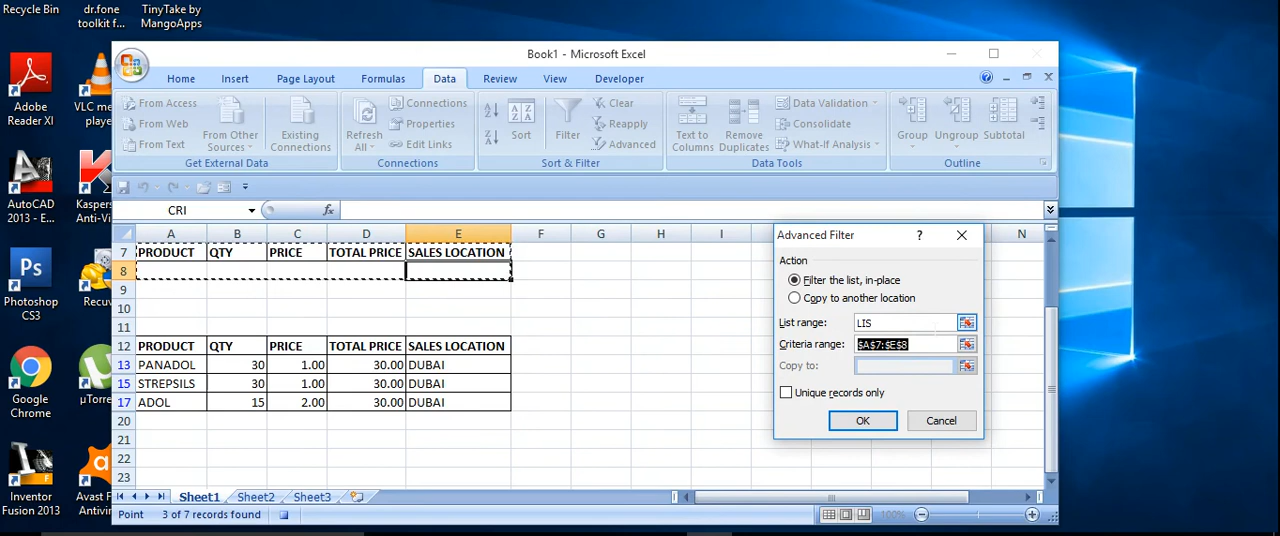 Recycle Bin
dr.fone
toolkit f...
TinyTake by
MangoApps
Adobe
Reader XI
VLC me
playe
AutoCAD
2013 - E...
Kaspers
Anti-Vi
Photoshop
CS3
Recuv
Google
Chrome
µTorre
Inventor
Fusion 2013
Avast F
Antivir
Book1 - Microsoft Excel
Home Insert Page Layout Formulas Data Review View Developer
From Access
From Web
From Text
From Other
Sources
Existing
Connections
Get External Data
Refresh
All
Connections
Properties
Edit Links
Connections
Sort
Filter
Clear
Reapply
Advanced
Sort & Filter
Text to
Columns
Remove
Duplicates
Data Validation
Consolidate
What-If Analysis
Data Tools
Group Ungroup Subtotal
Outline
CRI fx
A B C D E F G H I N
7 PRODUCT QTY PRICE TOTAL PRICE SALES LOCATION
8
9
10
11
12 PRODUCT QTY PRICE TOTAL PRICE SALES LOCATION
13 PANADOL 30 1.00 30.00 DUBAI
15 STREPSILS 30 1.00 30.00 DUBAI
17 ADOL 15 2.00 30.00 DUBAI
20
21
22
23
Advanced Filter ?
Action
Filter the list, in-place
Copy to another location
List range: LIS
Criteria range: $A$7:$E$8
Copy to:
Unique records only
OK Cancel
Sheet1 Sheet2 Sheet3
Point 3 of 7 records found 100%